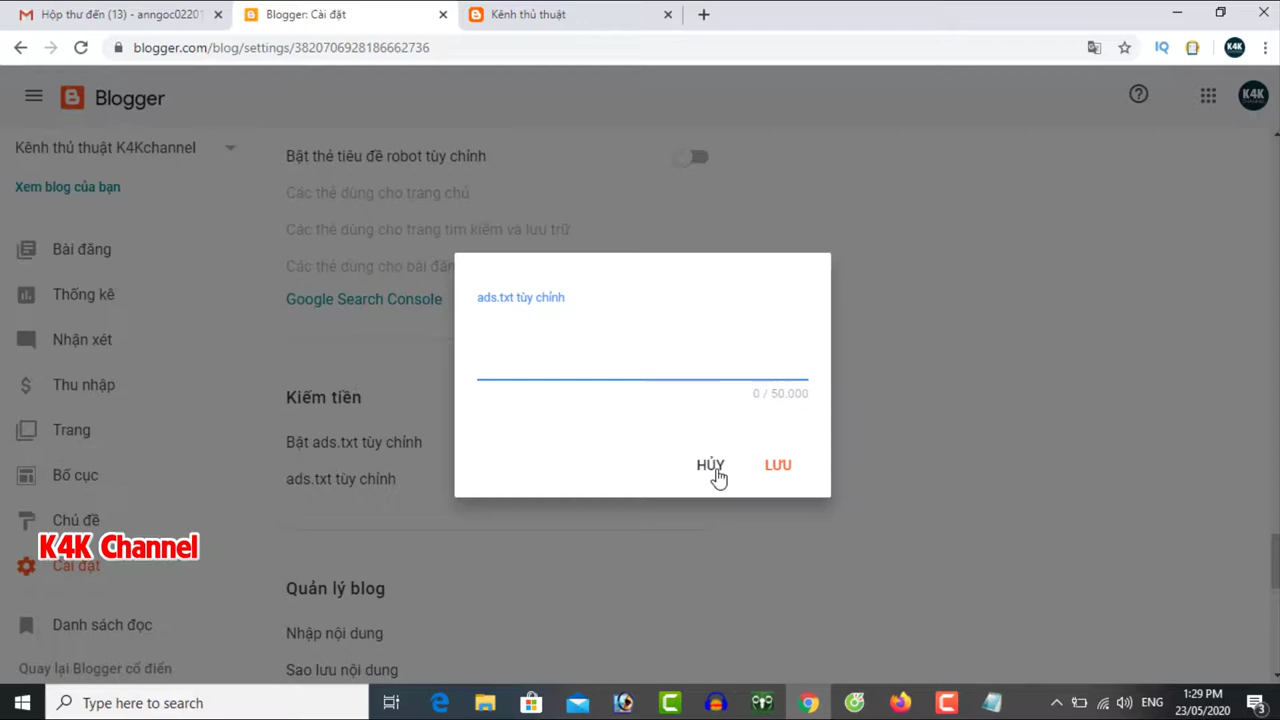 Hộp thư đến (13) - anngoc02201
Blogger: Cài đặt
Kênh thủ thuật
blogger.com/blog/settings/3820706928186662736
IQ
K4K
Blogger
K4K
Kênh thủ thuật K4Kchannel
Xem blog của bạn
Bài đăng
Thống kê
Nhận xét
Thu nhập
Trang
Bố cục
Chủ đề
K4K Channel
Cài đặt
Danh sách đọc
Quay lại Blogger cổ điển
Bật thẻ tiêu đề robot tùy chỉnh
Các thẻ dùng cho trang chủ
Các thẻ dùng cho trang tìm kiếm và lưu trữ
Các thẻ dùng cho bài đăn
Google Search Console
Kiếm tiền
Bật ads.txt tùy chỉnh
ads.txt tùy chỉnh
Quản lý blog
Nhập nội dung
Sao lưu nội dung
ads.txt tùy chỉnh
0 / 50.000
HỦY
LƯU
Type here to search
ENG
1:29 PM
23/05/2020
3